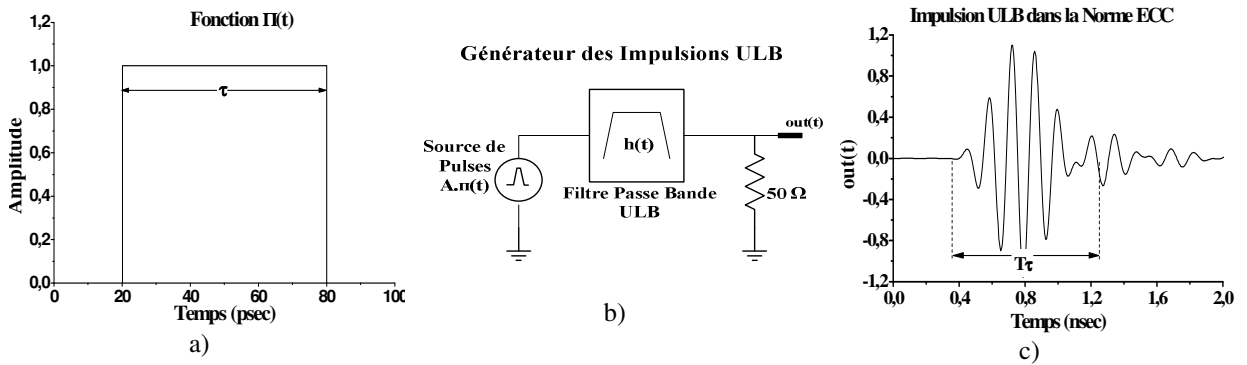 Fonction Π(t)
1,2
1,0
0,8
0,6
0,4
0,2
0,0
Amplitude
τ
0
20
40
60
80
100
Temps (psec)
a)
Générateur des Impulsions ULB
out(t)
h(t)
Source de
Pulses
A.π(t)
Filtre Passe Bande
ULB
50 Ω
b)
Impulsion ULB dans la Norme ECC
1,2
0,8
0,4
0,0
-0,4
-0,8
-1,2
out(t)
Tτ
0,0
0,4
0,8
1,2
1,6
2,0
Temps (nsec)
c)